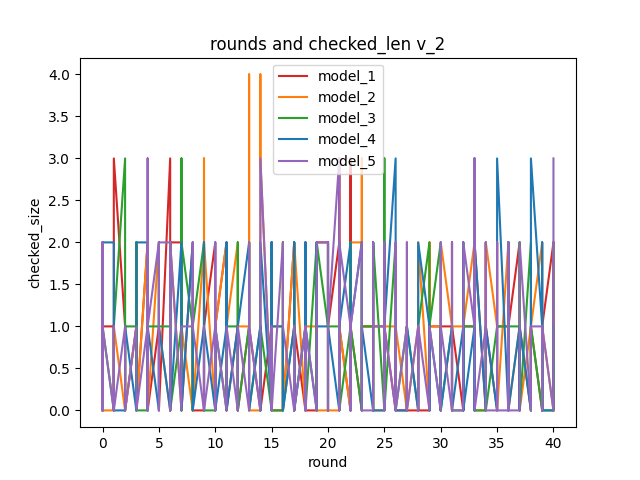 rounds and checked_len v_2
model_1
model_2
model_3
model_4
model_5
checked_size
4.0
3.5
3.0
2.5
2.0
1.5
1.0
0.5
0.0
0 5 10 15 20 25 30 35 40
round